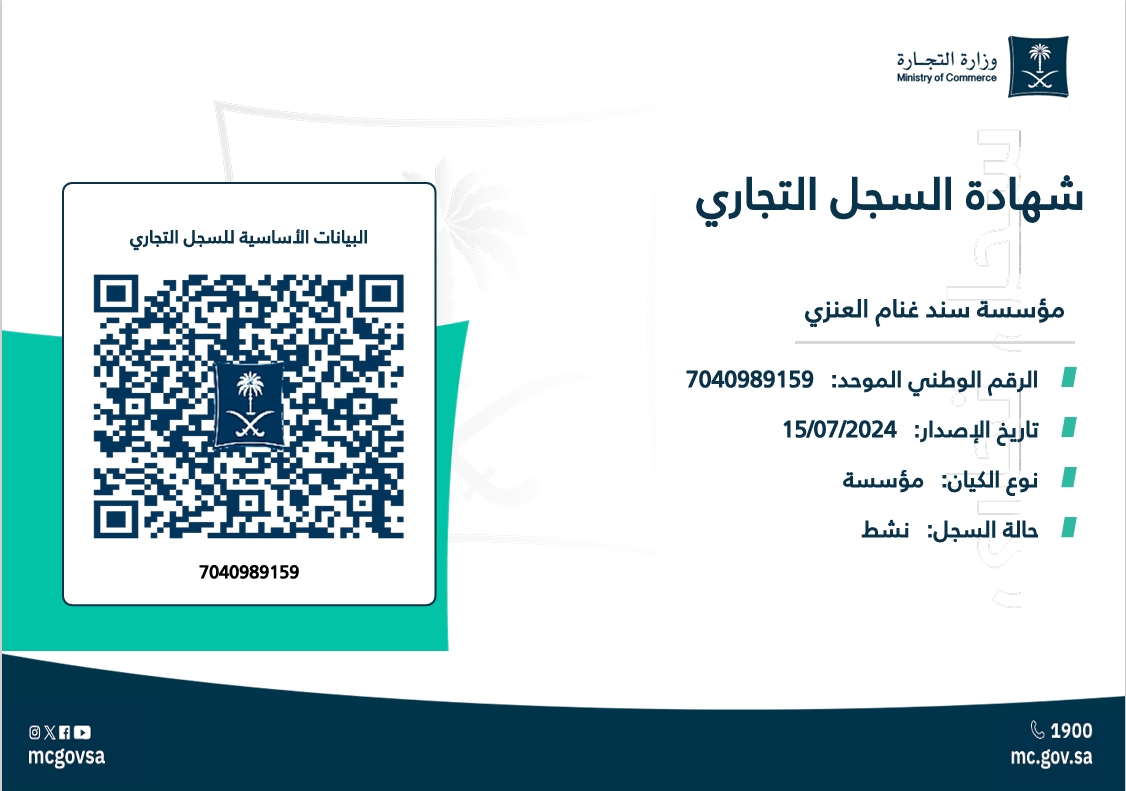 وزارة التجارة
Ministry of Commerce
شهادة السجل التجاري
مؤسسة سند غنام العنزي
الرقم الوطني الموحد: 7040989159
تاريخ الإصدار: 15/07/2024
نوع الكيان: مؤسسة
حالة السجل: نشط
البيانات الأساسية للسجل التجاري
7040989159
1900
mc.gov.sa
mcgovsa